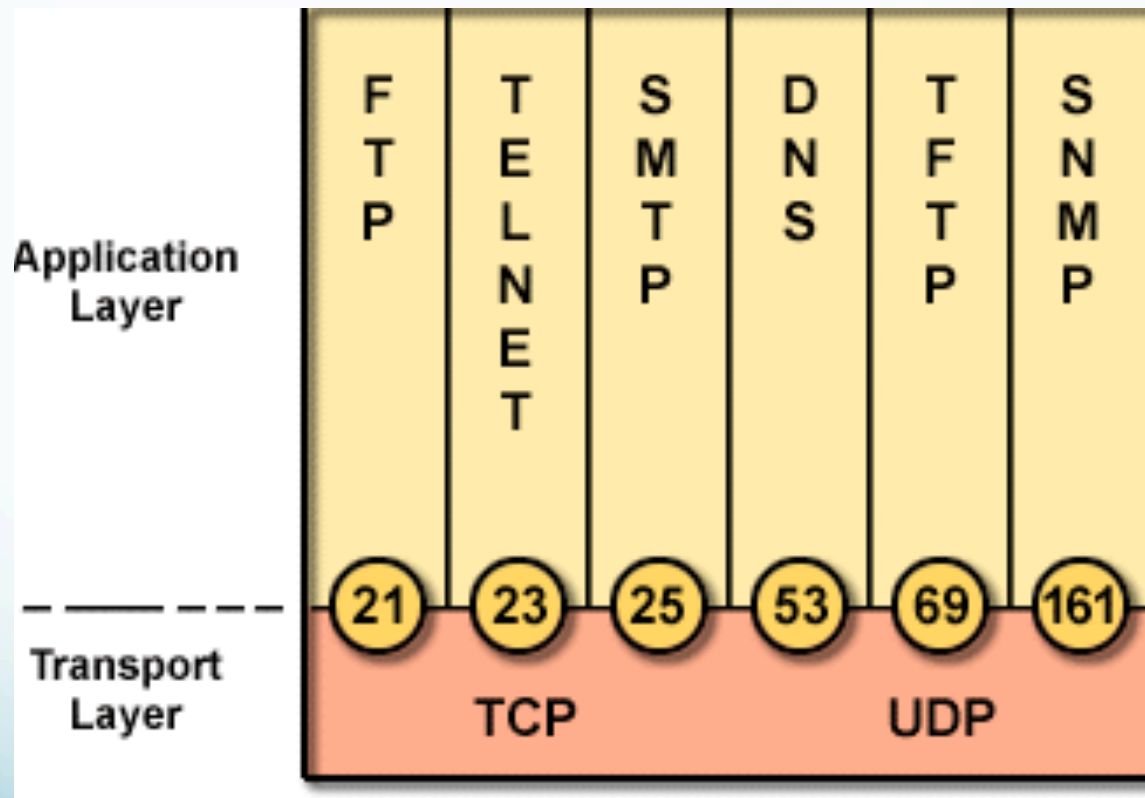 FTP
TELNET
SMTP
DNS
TFTP
SNMP
Application
Layer
21 23 25 53 69 161
Transport
Layer
TCP UDP